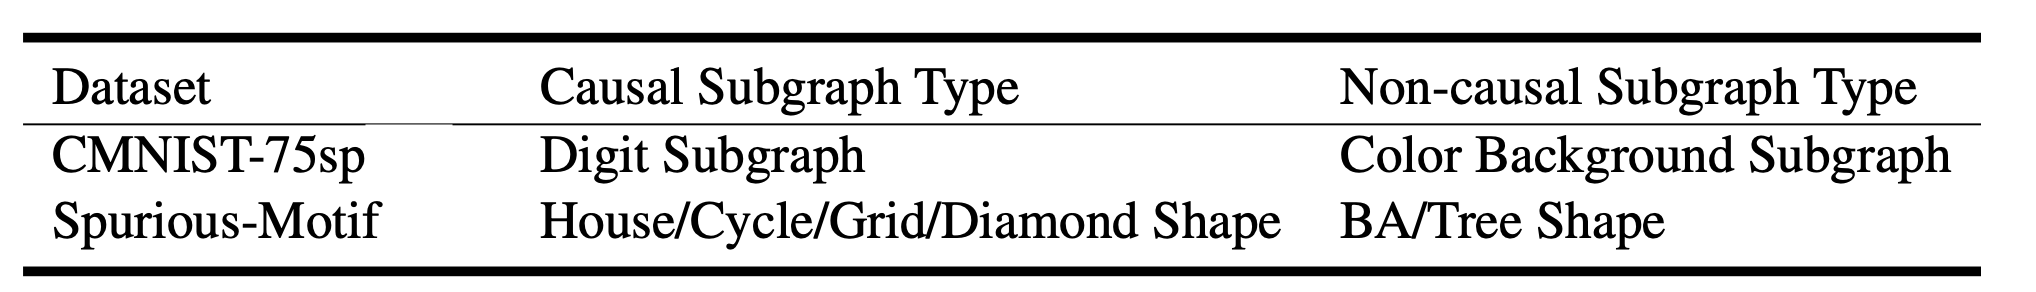 Dataset Causal Subgraph Type Non-causal Subgraph Type
CMNIST-75sp Digit Subgraph Color Background Subgraph
Spurious-Motif House/Cycle/Grid/Diamond Shape BA/Tree Shape